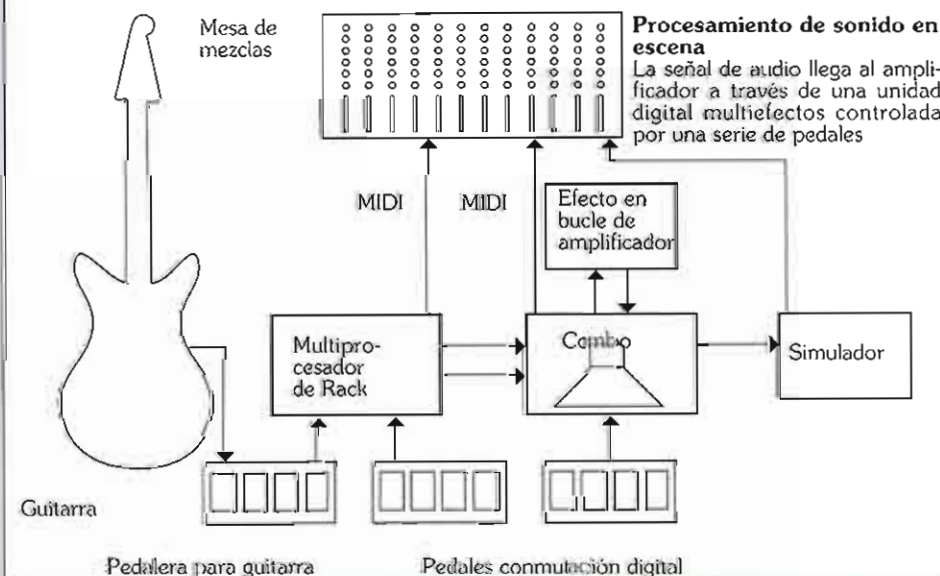 Mesa de
mezclas
Procesamiento de sonido en
escena
La señal de audio llega al ampli-
ficador a través de una unidad
digital multiefectos controlada
por una serie de pedales
MIDI
MIDI
Efecto en
bucle de
amplificador
Multipro-
cesador
de Rack
Combo
Simulador
Guitarra
Pedalera para guitarra
Pedales conmutación digital